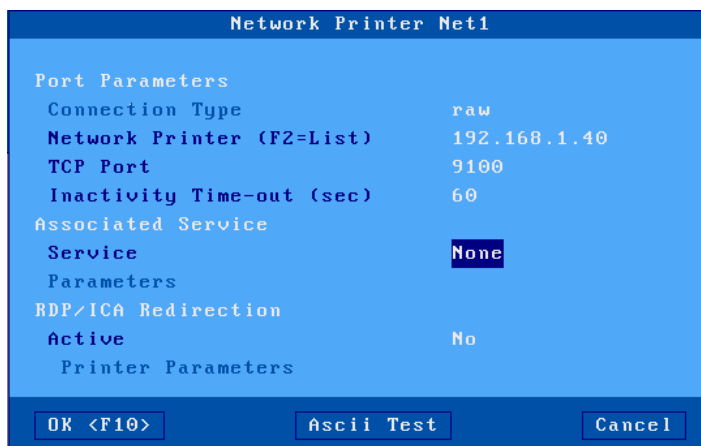 Network Printer Net1
Port Parameters
Connection Type raw
Network Printer (F2=List) 192.168.1.40
TCP Port 9100
Inactivity Time-out (sec) 60
Associated Service
Service None
Parameters
RDP/ICA Redirection
Active No
Printer Parameters
OK <F10> Ascii Test Cancel